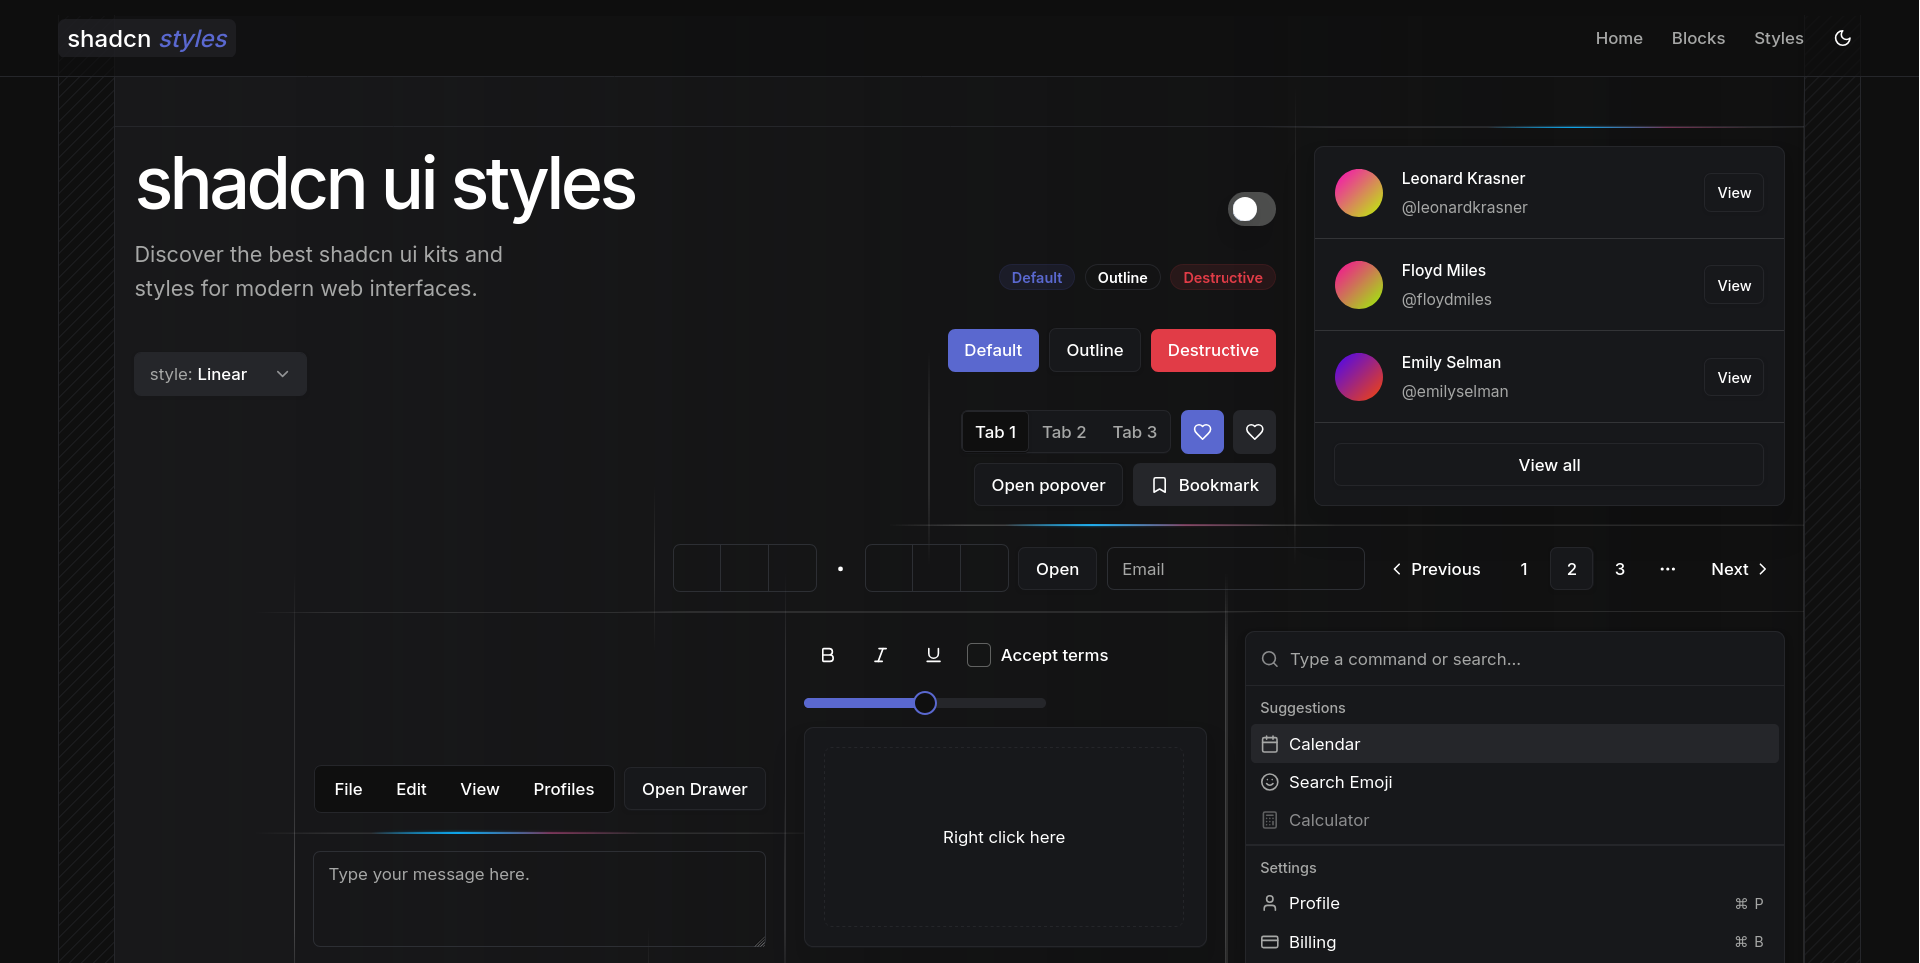 shadcn styles
Home Blocks Styles
shadcn ui styles
Discover the best shadcn ui kits and
styles for modern web interfaces.
style: Linear
Default Outline Destructive
Default Outline Destructive
Tab 1 Tab 2 Tab 3
Open popover Bookmark
Leonard Krasner
@leonardkrasner
View
Floyd Miles
@floydmiles
View
Emily Selman
@emilyselman
View
View all
Open Email Previous 1 2 3 ... Next
B I U Accept terms
File Edit View Profiles Open Drawer
Type your message here.
Right click here
Type a command or search...
Suggestions
Calendar
Search Emoji
Calculator
Settings
Profile ⌘ P
Billing ⌘ B